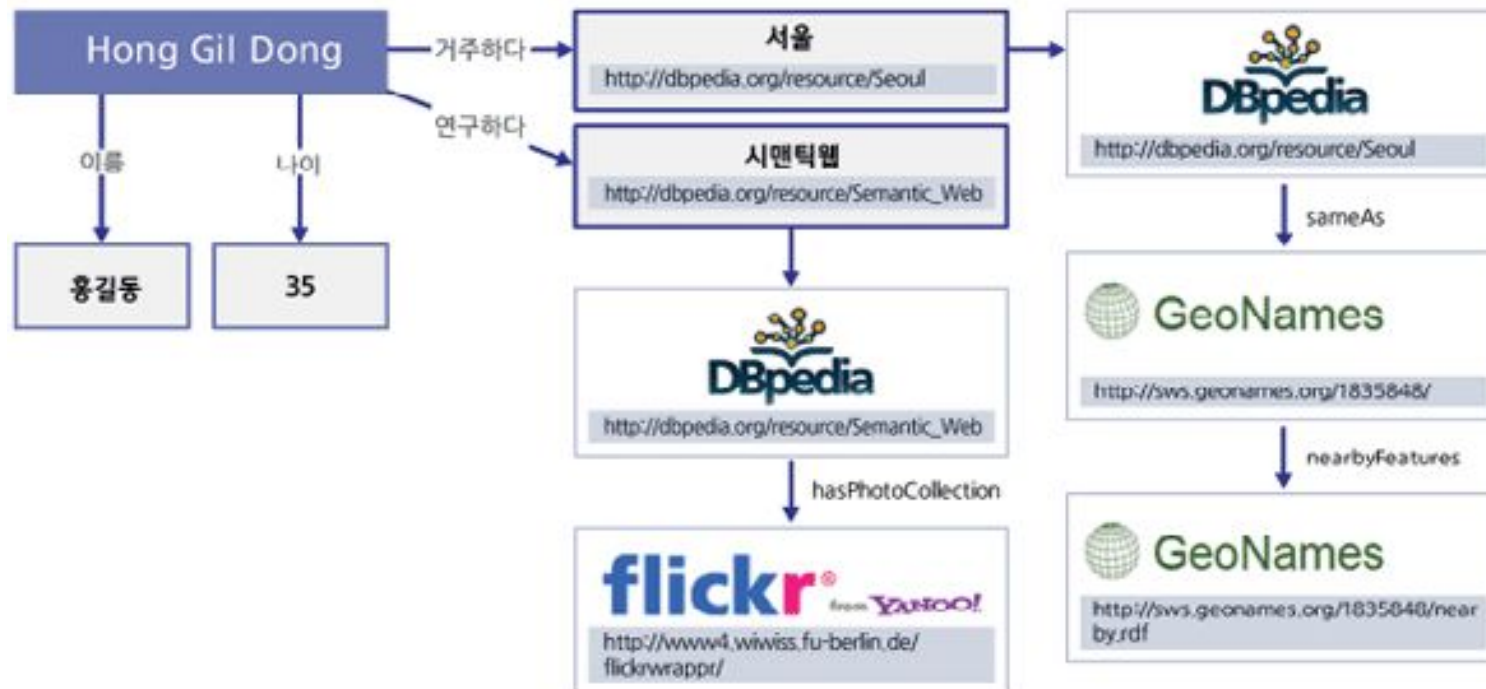 Hong Gil Dong
거주하다
연구하다
이름
나이
홍길동
35
서울
http://dbpedia.org/resource/Seoul
시맨틱웹
http://dbpedia.org/resource/Semantic_Web
DBpedia
http://dbpedia.org/resource/Semantic_Web
hasPhotoCollection
flickr® from YAHOO!
http://www4.wiwiss.fu-berlin.de/
flickrwrappr/
DBpedia
http://dbpedia.org/resource/Seoul
sameAs
GeoNames
http://sws.geonames.org/1835848/
nearbyFeatures
GeoNames
http://sws.geonames.org/1835848/near
by.rdf